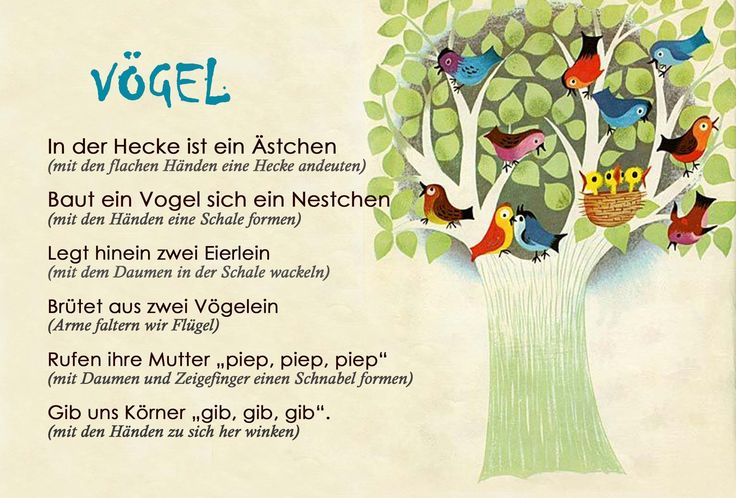 VÖGEL
In der Hecke ist ein Ästchen
(mit den flachen Händen eine Hecke andeuten)
Baut ein Vogel sich ein Nestchen
(mit den Händen eine Schale formen)
Legt hinein zwei Eierlein
(mit dem Daumen in der Schale wackeln)
Brütet aus zwei Vögelein
(Arme faltern wir Flügel)
Rufen ihre Mutter „piep, piep, piep“
(mit Daumen und Zeigefinger einen Schnabel formen)
Gib uns Körner „gib, gib, gib“.
(mit den Händen zu sich her winken)